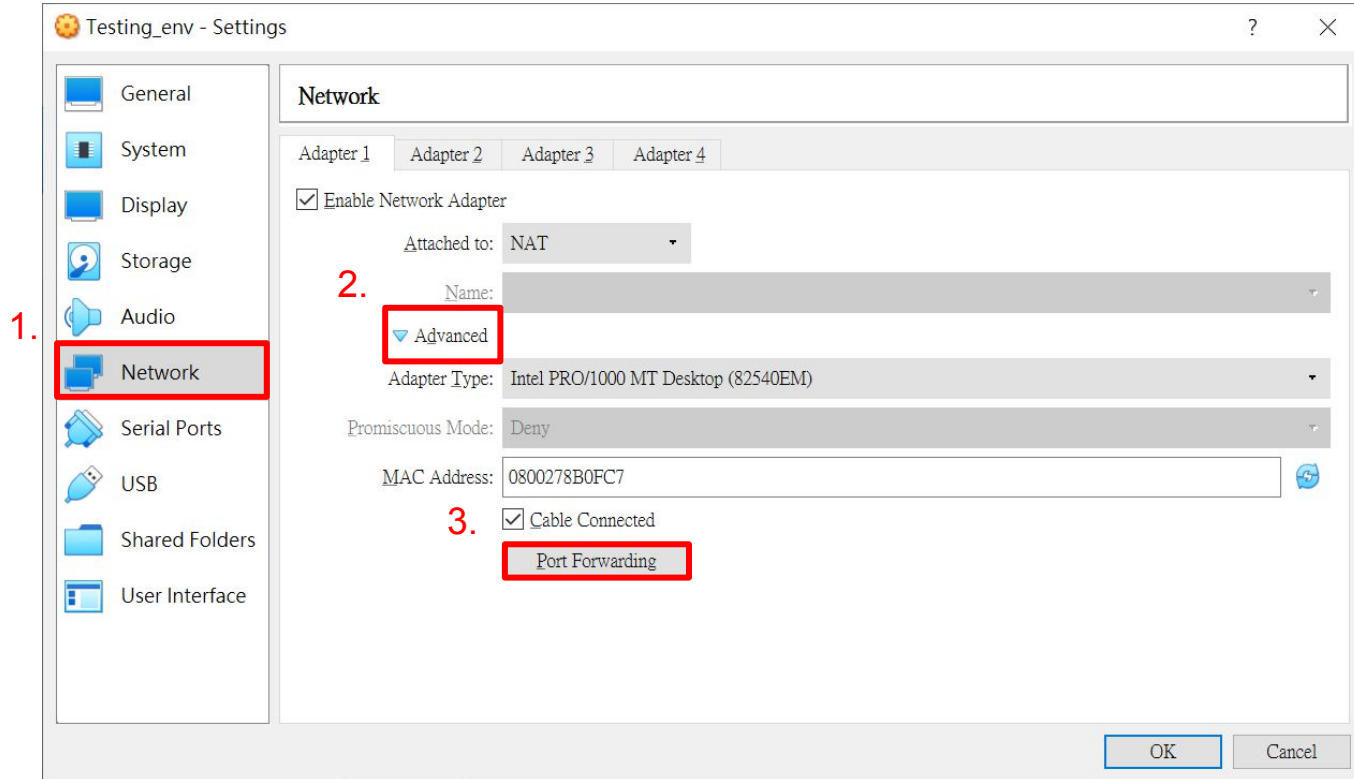 Testing_env - Settings
?
General
System
Display
Storage
1.
Audio
Network
Serial Ports
USB
Shared Folders
User Interface
Network
Adapter 1 Adapter 2 Adapter 3 Adapter 4
Enable Network Adapter
Attached to: NAT
2.
Name:
Advanced
Adapter Type: Intel PRO/1000 MT Desktop (82540EM)
Promiscuous Mode: Deny
MAC Address: 0800278B0FC7
3.
Cable Connected
Port Forwarding
OK Cancel